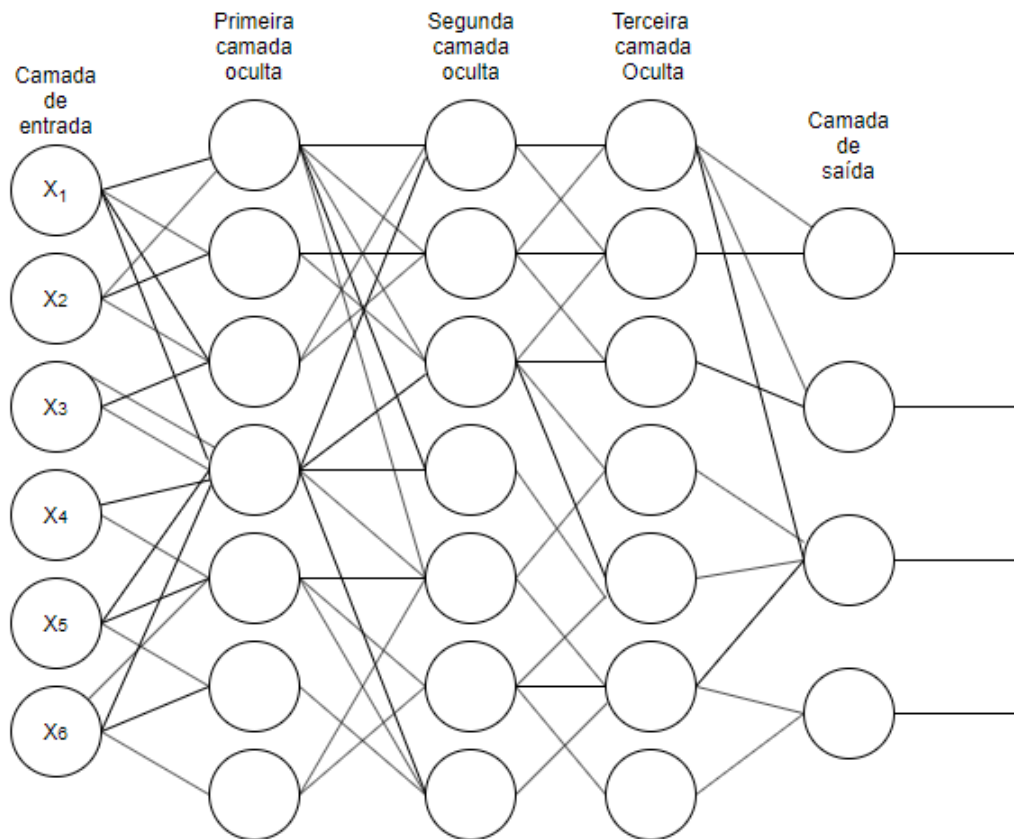 Primeira
camada
oculta
Segunda
camada
oculta
Terceira
camada
Oculta
Camada
de
entrada
Camada
de
saída
X1
X2
X3
X4
X5
X6